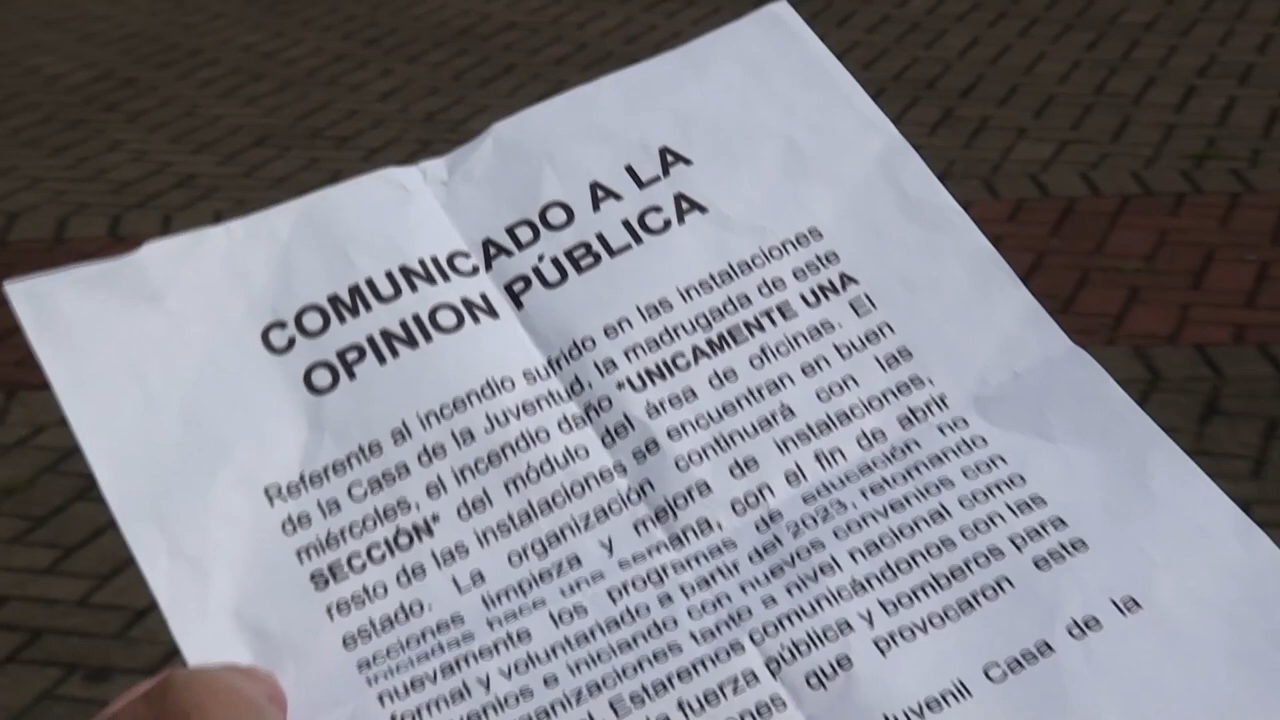 COMUNICADO A LA
OPINION PÚBLICA
Referente al incendio sufrido en las instalaciones
de la Casa de la Juventud, la madrugada de este
miércoles, el incendio daño *UNICAMENTE UNA
SECCIÓN* del módulo del área de oficinas. El
resto de las instalaciones se encuentran en buen
estado. La organización continuará con las
acciones limpieza y mejora de instalaciones,
iniciadas hace una semana, con el fin de abrir
nuevamente los programas de educación no
formal y voluntariado a partir del 2023, retomando
e iniciando con nuevos convenios con
tanto a nivel nacional como
Estaremos comunicándonos con las
fuerza pública y bomberos para
que provocaron este
Casa de la